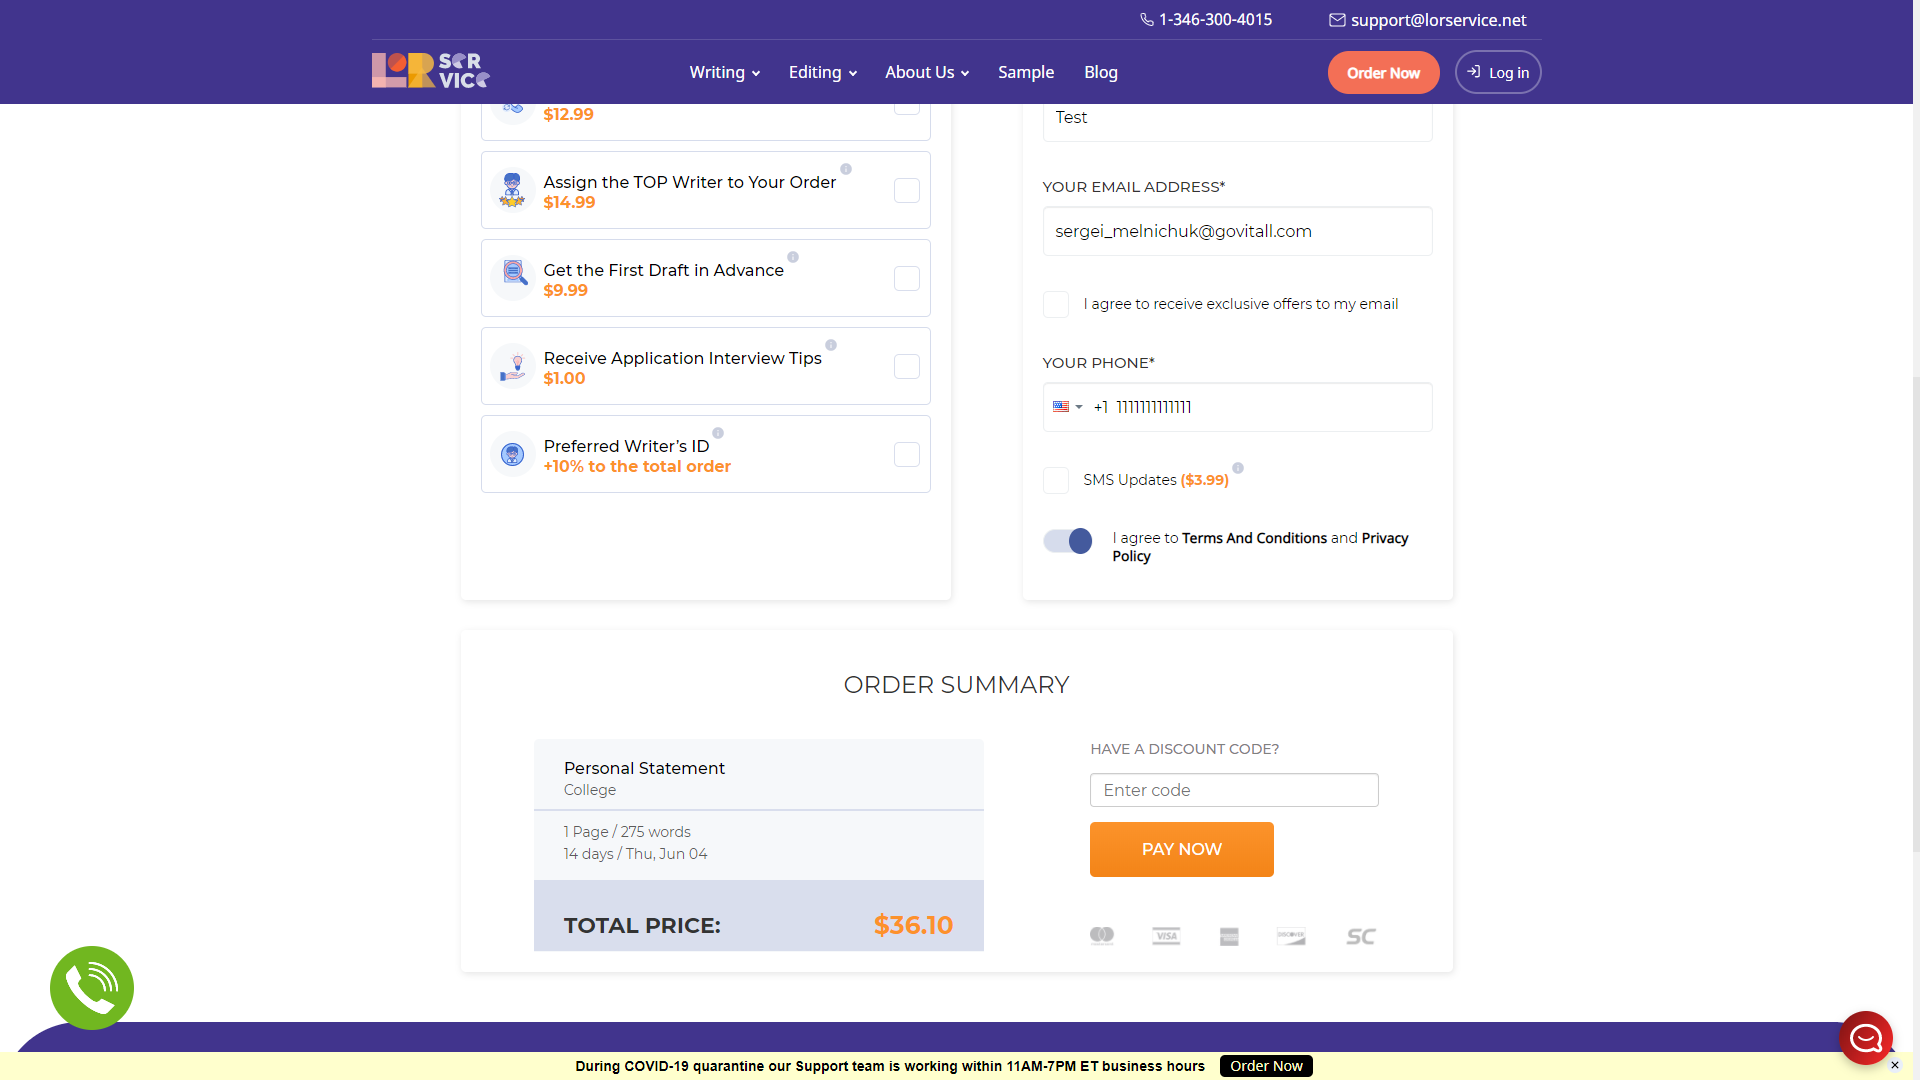 1-346-300-4015
support@lorservice.net
LOR SER VICE
Writing
Editing
About Us
Sample
Blog
Order Now
Log in
$12.99
Assign the TOP Writer to Your Order
$14.99
Get the First Draft in Advance
$9.99
Receive Application Interview Tips
$1.00
Preferred Writer’s ID
+10% to the total order
Test
YOUR EMAIL ADDRESS*
sergei_melnichuk@govitall.com
I agree to receive exclusive offers to my email
YOUR PHONE*
+1 1111111111111
SMS Updates ($3.99)
I agree to Terms And Conditions and Privacy
Policy
ORDER SUMMARY
Personal Statement
College
1 Page / 275 words
14 days / Thu, Jun 04
TOTAL PRICE: $36.10
HAVE A DISCOUNT CODE?
Enter code
PAY NOW
VISA
DISCOVER
SC
During COVID-19 quarantine our Support team is working within 11AM-7PM ET business hours
Order Now